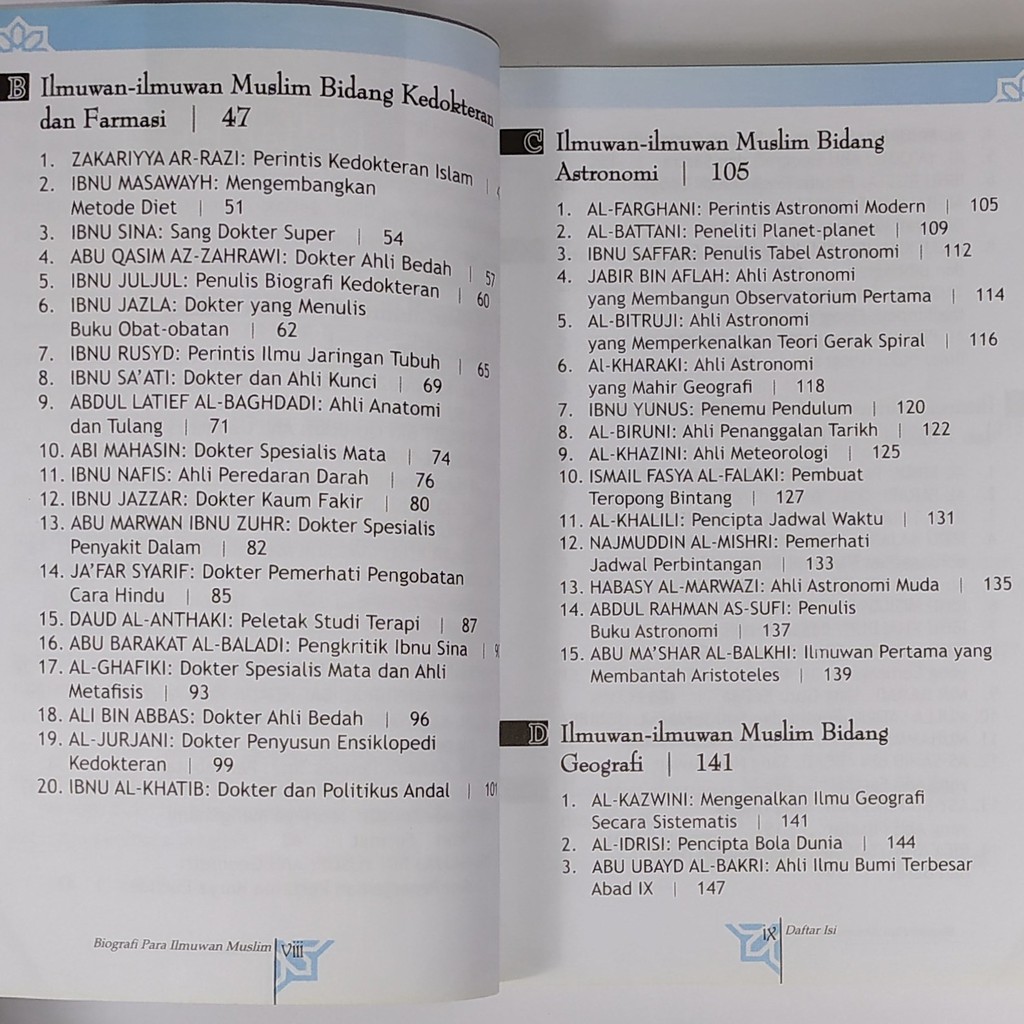 B Ilmuwan-ilmuwan Muslim Bidang Kedokteran
dan Farmasi | 47
1. ZAKARIYYA AR-RAZI: Perintis Kedokteran Islam |
2. IBNU MASAWAYH: Mengembangkan
Metode Diet | 51
3. IBNU SINA: Sang Dokter Super | 54
4. ABU QASIM AZ-ZAHRAWI: Dokter Ahli Bedah | 57
5. IBNU JULJUL: Penulis Biografi Kedokteran | 60
6. IBNU JAZLA: Dokter yang Menulis
Buku Obat-obatan | 62
7. IBNU RUSYD: Perintis Ilmu Jaringan Tubuh | 65
8. IBNU SA'ATI: Dokter dan Ahli Kunci | 69
9. ABDUL LATIEF AL-BAGHDADI: Ahli Anatomi
dan Tulang | 71
10. ABI MAHASIN: Dokter Spesialis Mata | 74
11. IBNU NAFIS: Ahli Peredaran Darah | 76
12. IBNU JAZZAR: Dokter Kaum Fakir | 80
13. ABU MARWAN IBNU ZUHR: Dokter Spesialis
Penyakit Dalam | 82
14. JA'FAR SYARIF: Dokter Pemerhati Pengobatan
Cara Hindu | 85
15. DAUD AL-ANTHAKI: Peletak Studi Terapi | 87
16. ABU BARAKAT AL-BALADI: Pengkritik Ibnu Sina |
17. AL-GHAFIKI: Dokter Spesialis Mata dan Ahli
Metafisis | 93
18. ALI BIN ABBAS: Dokter Ahli Bedah | 96
19. AL-JURJANI: Dokter Penyusun Ensiklopedi
Kedokteran | 99
20. IBNU AL-KHATIB: Dokter dan Politikus Andal | 101
Biografi Para Ilmuwan Muslim viii
C Ilmuwan-ilmuwan Muslim Bidang
Astronomi | 105
1. AL-FARGHANI: Perintis Astronomi Modern | 105
2. AL-BATTANI: Peneliti Planet-planet | 109
3. IBNU SAFFAR: Penulis Tabel Astronomi | 112
4. JABIR BIN AFLAH: Ahli Astronomi
yang Membangun Observatorium Pertama | 114
5. AL-BITRUJI: Ahli Astronomi
yang Memperkenalkan Teori Gerak Spiral | 116
6. Al-KHARAKI: Ahli Astronomi
yang Mahir Geografi | 118
7. IBNU YUNUS: Penemu Pendulum | 120
8. AL-BIRUNI: Ahli Penanggalan Tarikh | 122
9. AL-KHAZINI: Ahli Meteorologi | 125
10. ISMAIL FASYA AL-FALAKI: Pembuat
Teropong Bintang | 127
11. AL-KHALILI: Pencipta Jadwal Waktu | 131
12. NAJMUDDIN AL-MISHRI: Pemerhati
Jadwal Perbintangan | 133
13. HABASY AL-MARWAZI: Ahli Astronomi Muda | 135
14. ABDUL RAHMAN AS-SUFI: Penulis
Buku Astronomi | 137
15. ABU MA'SHAR AL-BALKHI: Ilmuwan Pertama yang
Membantah Aristoteles | 139
D Ilmuwan-ilmuwan Muslim Bidang
Geografi | 141
1. AL-KAZWINI: Mengenalkan Ilmu Geografi
Secara Sistematis | 141
2. AL-IDRISI: Pencipta Bola Dunia | 144
3. ABU UBAYD AL-BAKRI: Ahli Ilmu Bumi Terbesar
Abad IX | 147
ix Daftar Isi